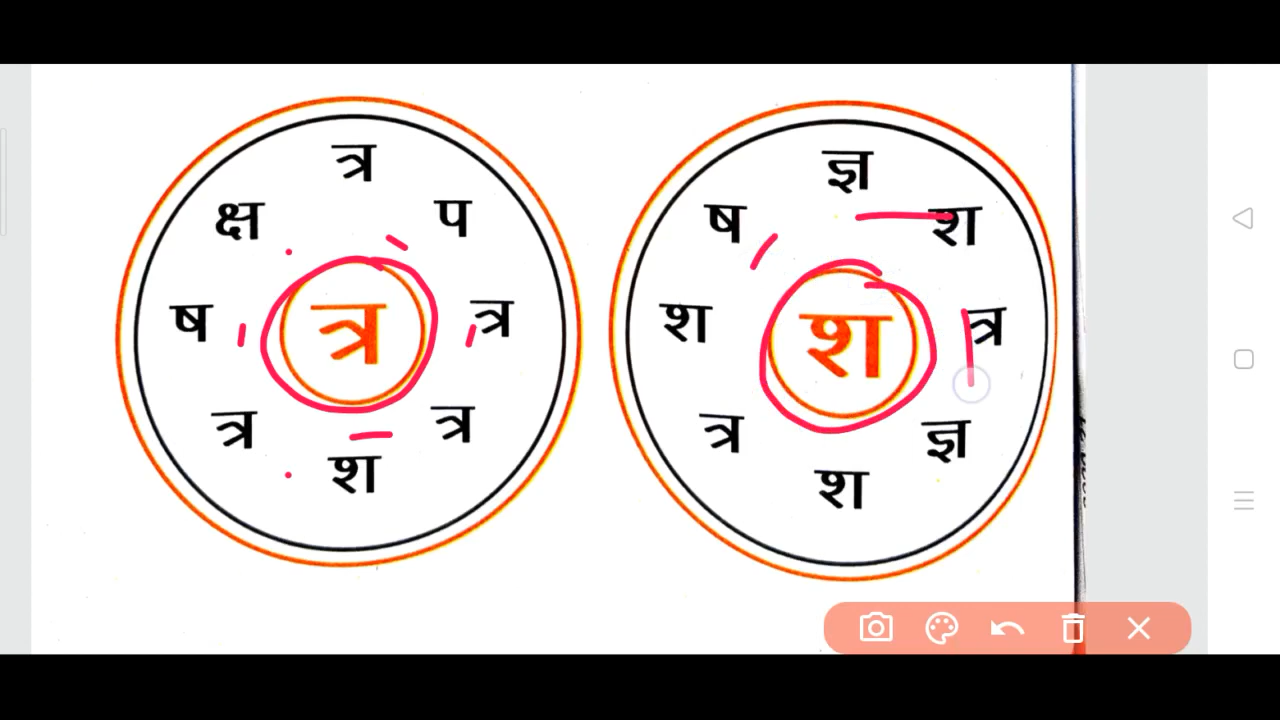 त्र
क्ष प
ष त्र त्र
त्र त्र
श
ज्ञ
ष श
श श त्र
त्र ज्ञ
श